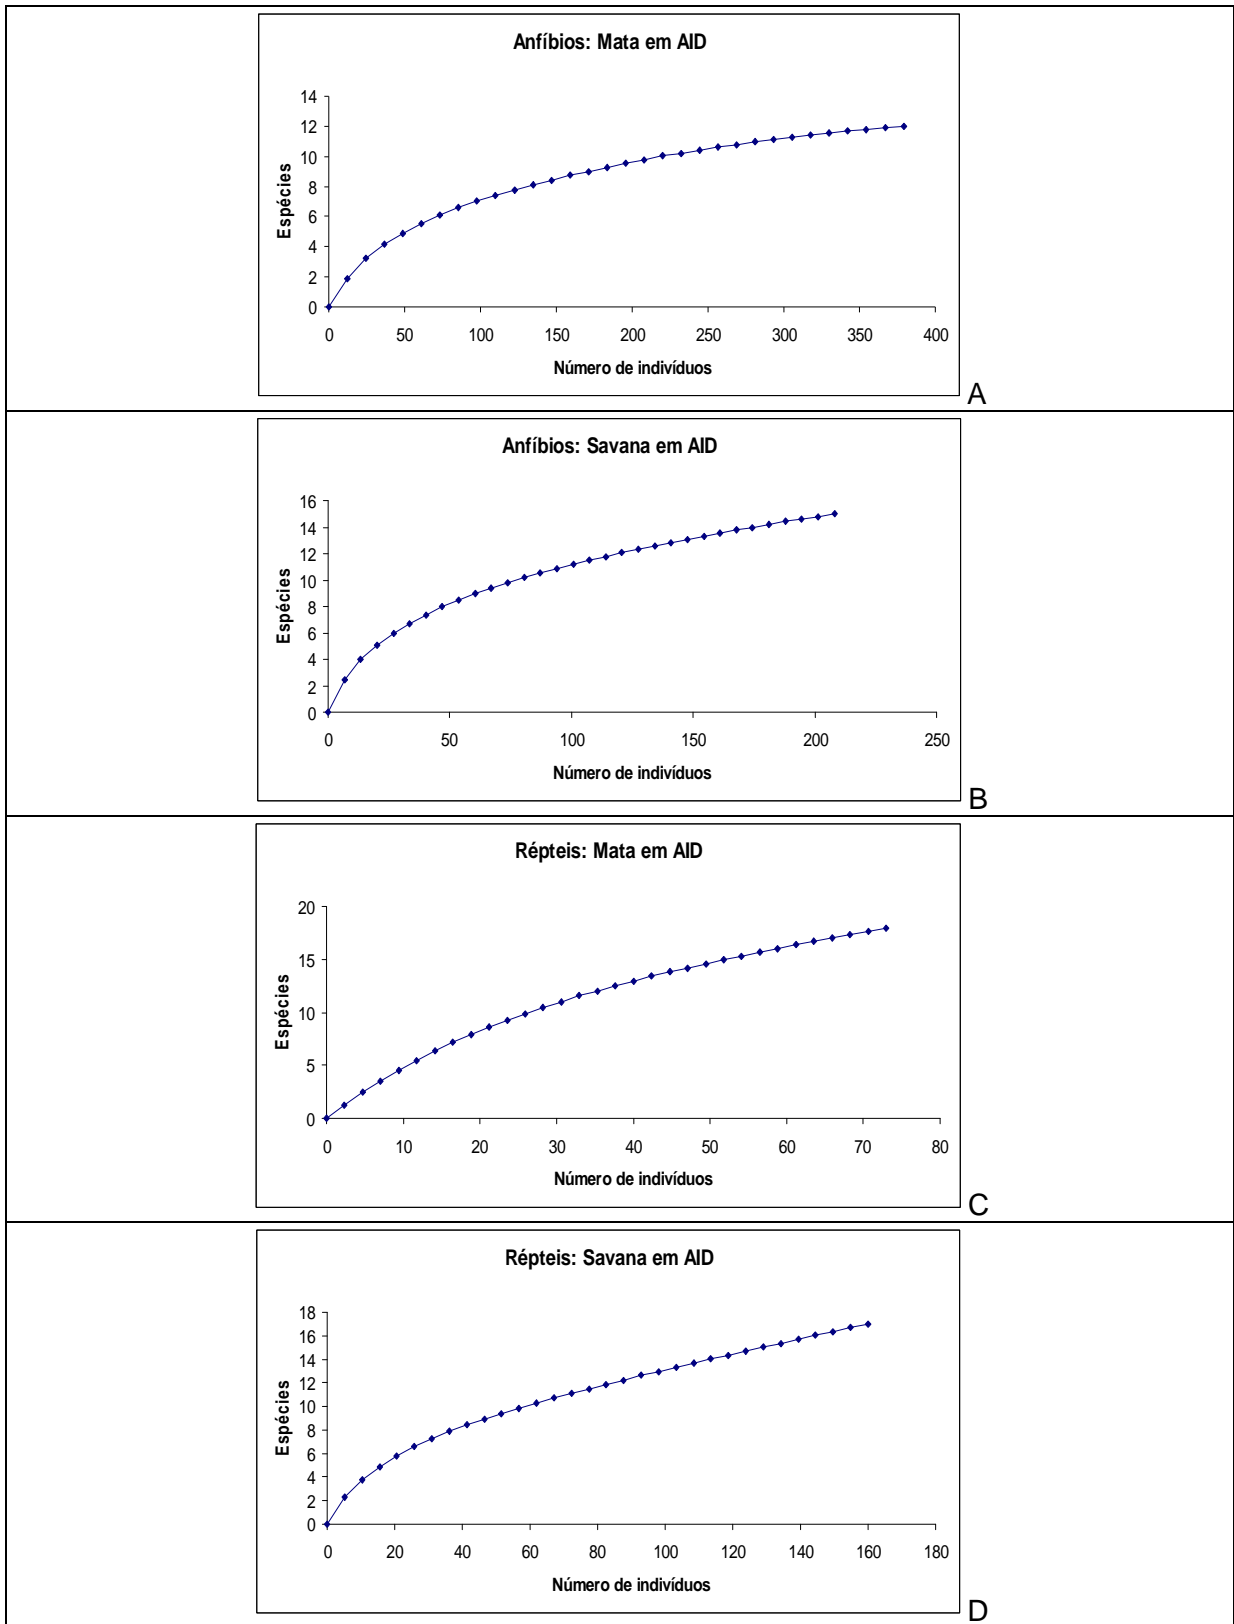 Anfíbios: Mata em AID
Espécies
14
12
10
8
6
4
2
0
0 50 100 150 200 250 300 350 400
Número de indivíduos
A
Anfíbios: Savana em AID
Espécies
16
14
12
10
8
6
4
2
0
0 50 100 150 200 250
Número de indivíduos
B
Répteis: Mata em AID
Espécies
20
15
10
5
0
0 10 20 30 40 50 60 70 80
Número de indivíduos
C
Répteis: Savana em AID
Espécies
18
16
14
12
10
8
6
4
2
0
0 20 40 60 80 100 120 140 160 180
Número de indivíduos
D